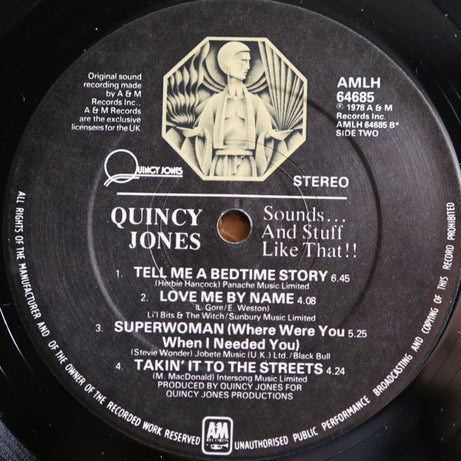 Original sound
recording made
by A & M
Records Inc.,
A & M Records
are the exclusive
licensees for the UK
AMLH
64685
℗ 1978 A & M
Records Inc.
AMLH 64685 B*
SIDE TWO
QUINCY JONES
STEREO
QUINCY
JONES
Sounds...
And $tuff
Like That!!
1. TELL ME A BEDTIME STORY 6.45
(Herbie Hancock) Panache Music Limited
2. LOVE ME BY NAME 4.08
(L. Gore/E. Weston)
Li'l Bits & The Witch/Sunbury Music Limited
3. SUPERWOMAN (Where Were You 5.25
When I Needed You)
(Stevie Wonder) Jobete Music (U.K.) Ltd./Black Bull
4. TAKIN' IT TO THE STREETS 4.24
(M. MacDonald) Intersong Music Limited
PRODUCED BY QUINCY JONES FOR
QUINCY JONES PRODUCTIONS
A&M
RECORDS
ALL RIGHTS OF THE MANUFACTURER AND OF THE OWNER OF THE RECORDED WORK RESERVED
UNAUTHORISED PUBLIC PERFORMANCE BROADCASTING AND COPYING OF THIS RECORD PROHIBITED